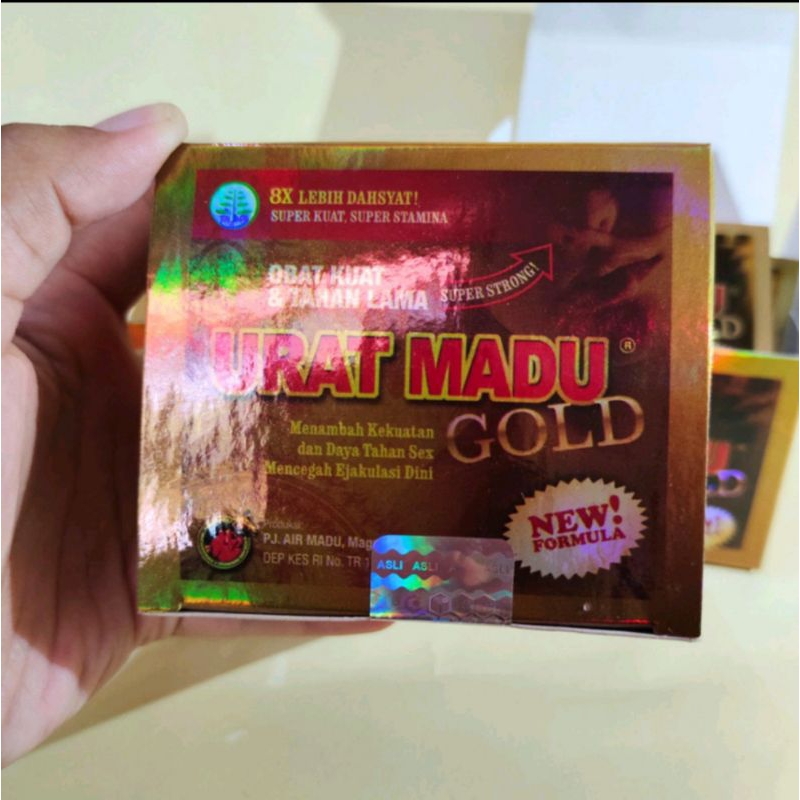 8X LEBIH DAHSYAT!
SUPER KUAT, SUPER STAMINA
OBAT KUAT
& TAHAN LAMA
SUPER STRONG!
URAT MADU ®
GOLD
Menambah Kekuatan
dan Daya Tahan Sex
Mencegah Ejakulasi Dini
NEW!
FORMULA
Produksi
PJ. AIR MADU,
DEP KES RI No. TR
ASLI ASLI